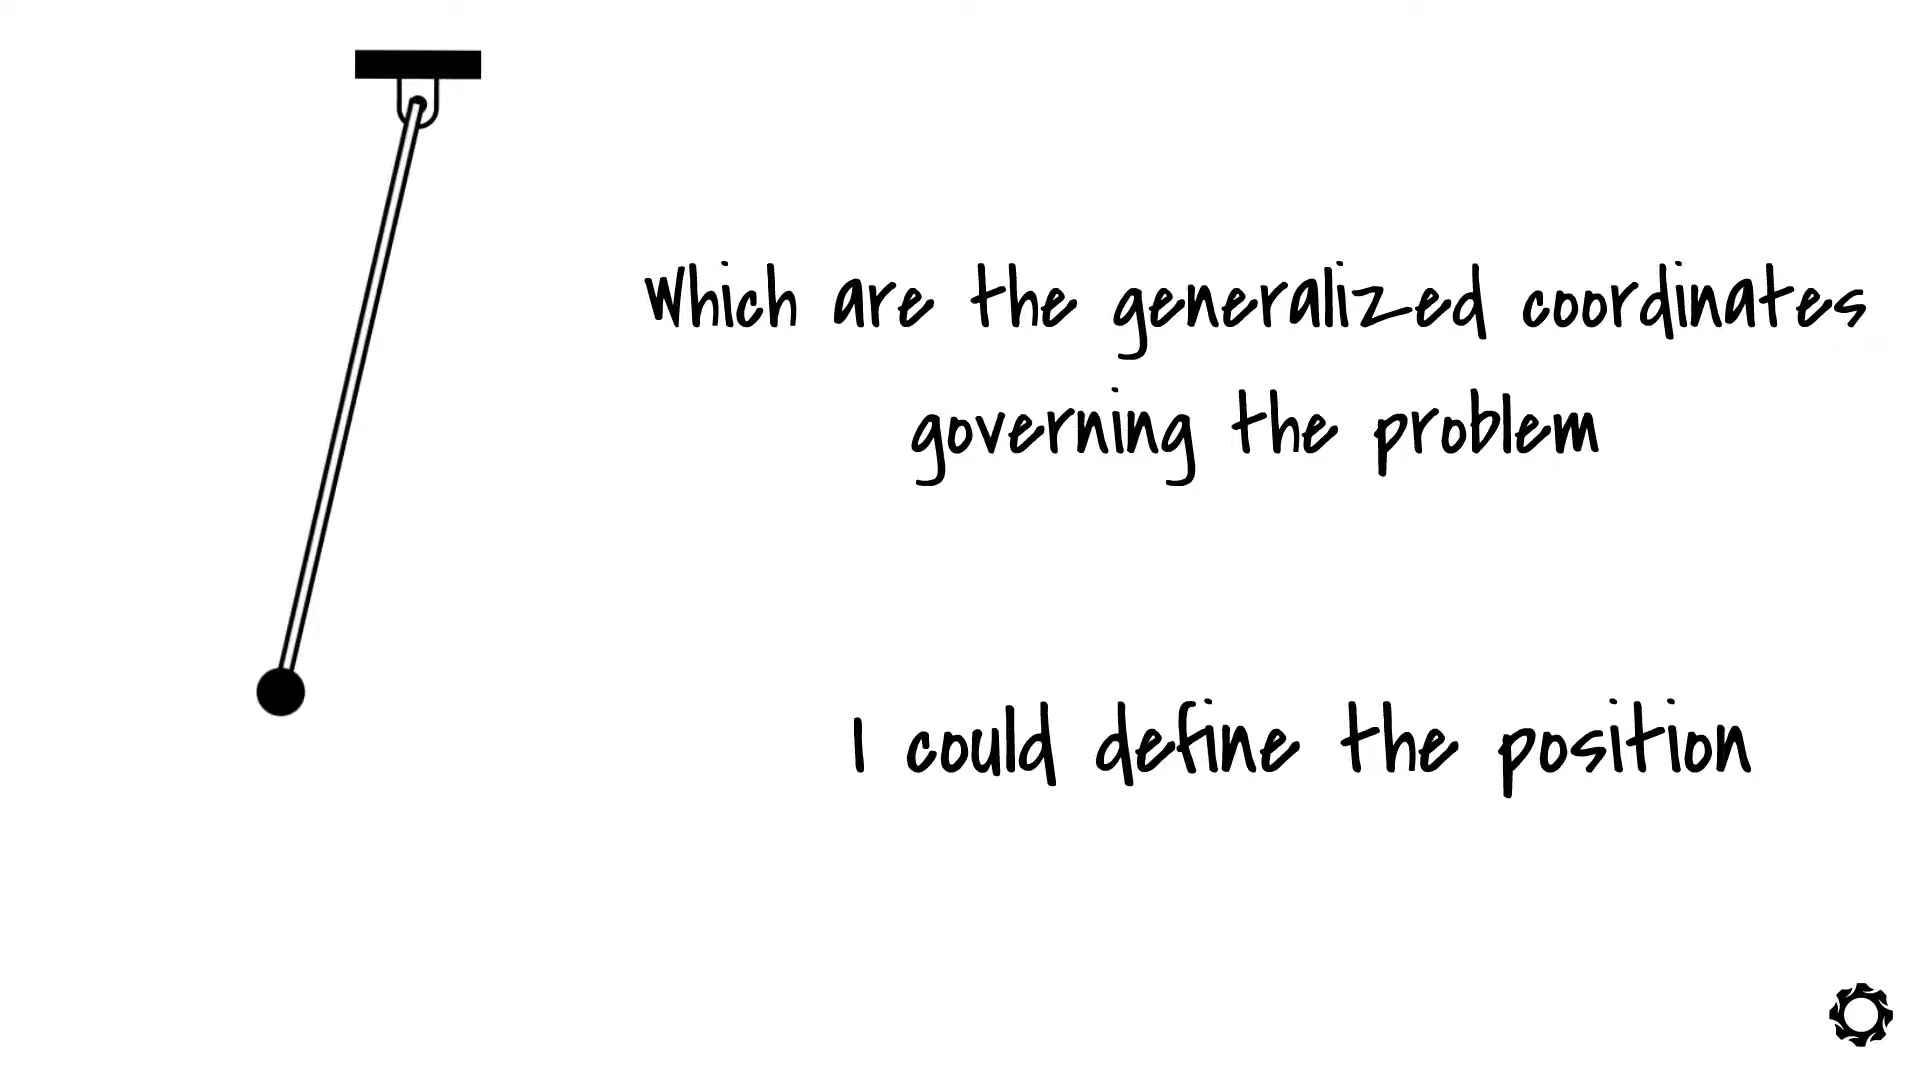 Which are the generalized coordinates
governing the problem
I could define the position